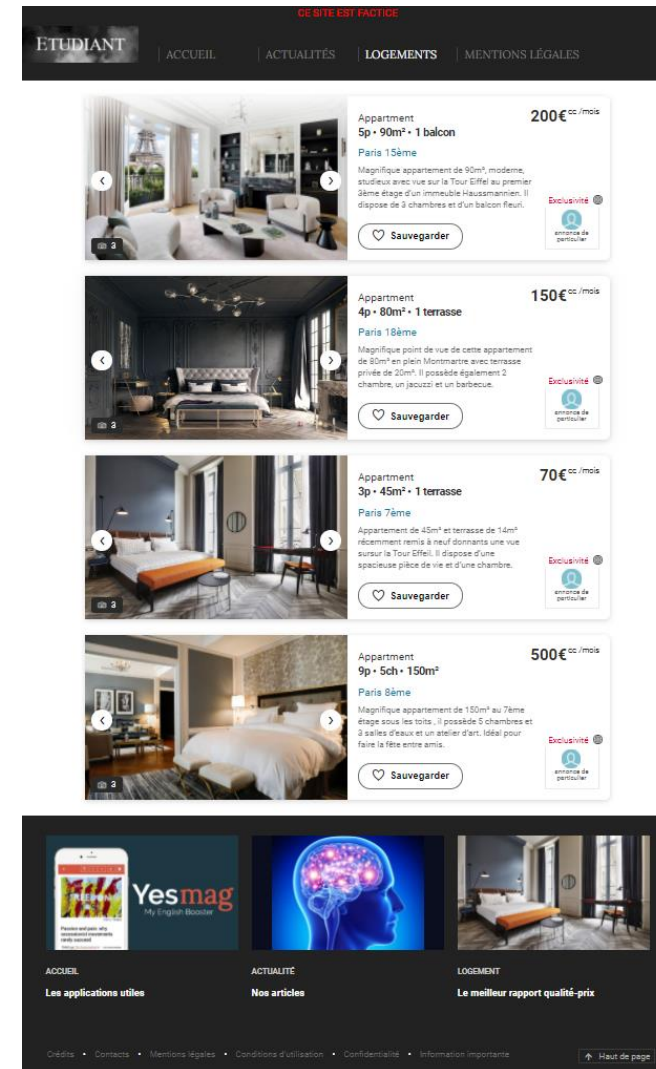 CE SITE EST FACTICE
ETUDIANT
ACCUEIL
ACTUALITÉS
LOGEMENTS
MENTIONS LÉGALES
Appartment
200€ cc /mois
5p • 90m² • 1 balcon
Paris 15ème
Magnifique appartement de 90m², moderne,
studieux avec vue sur la Tour Eiffel au premier
3ème étage d'un immeuble Haussmannien. Il
dispose de 3 chambres et d'un balcon fleuri.
Exclusivité
annonce de
particulier
Sauvegarder
3
Appartment
150€ cc /mois
4p • 80m² • 1 terrasse
Paris 18ème
Magnifique point de vue de cette appartement
de 80m² en plein Montmartre avec terrasse
privée de 20m². Il possède également 2
chambre, un jacuzzi et un barbecue.
Exclusivité
annonce de
particulier
Sauvegarder
3
Appartment
70€ cc /mois
3p • 45m² • 1 terrasse
Paris 7ème
Appartement de 45m² et terrasse de 14m²
récemment remis à neuf donnants une vue
sursur la Tour Effeil. Il dispose d'une
spacieuse pièce de vie et d'une chambre.
Exclusivité
annonce de
particulier
Sauvegarder
3
Appartment
500€ cc /mois
9p • 5ch • 150m²
Paris 8ème
Magnifique appartement de 150m² au 7ème
étage sous les toits , il possède 5 chambres et
3 salles d'eaux et un atelier d'art. Idéal pour
faire la fête entre amis.
Exclusivité
annonce de
particulier
Sauvegarder
3
Yesmag
My English Booster
ACCUEIL
Les applications utiles
ACTUALITÉ
Nos articles
LOGEMENT
Le meilleur rapport qualité-prix
Crédits • Contacts • Mentions légales • Conditions d'utilisation • Confidentialité • Information importante
Haut de page